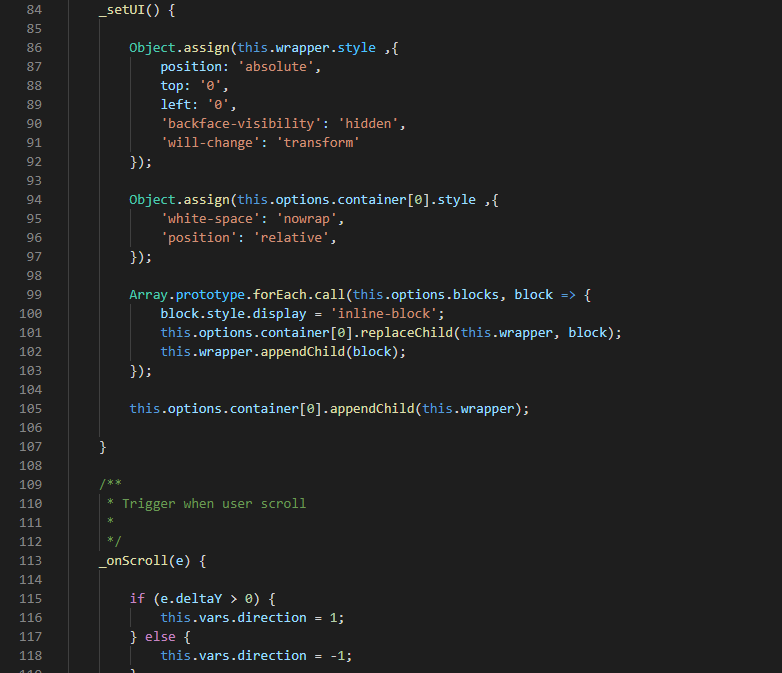 84 _setUI() {
85
86 Object.assign(this.wrapper.style ,{
87 position: 'absolute',
88 top: '0',
89 left: '0',
90 'backface-visibility': 'hidden',
91 'will-change': 'transform'
92 });
93
94 Object.assign(this.options.container[0].style ,{
95 'white-space': 'nowrap',
96 'position': 'relative',
97 });
98
99 Array.prototype.forEach.call(this.options.blocks, block => {
100 block.style.display = 'inline-block';
101 this.options.container[0].replaceChild(this.wrapper, block);
102 this.wrapper.appendChild(block);
103 });
104
105 this.options.container[0].appendChild(this.wrapper);
106
107 }
108
109 /**
110 * Trigger when user scroll
111 *
112 */
113 _onScroll(e) {
114
115 if (e.deltaY > 0) {
116 this.vars.direction = 1;
117 } else {
118 this.vars.direction = -1;